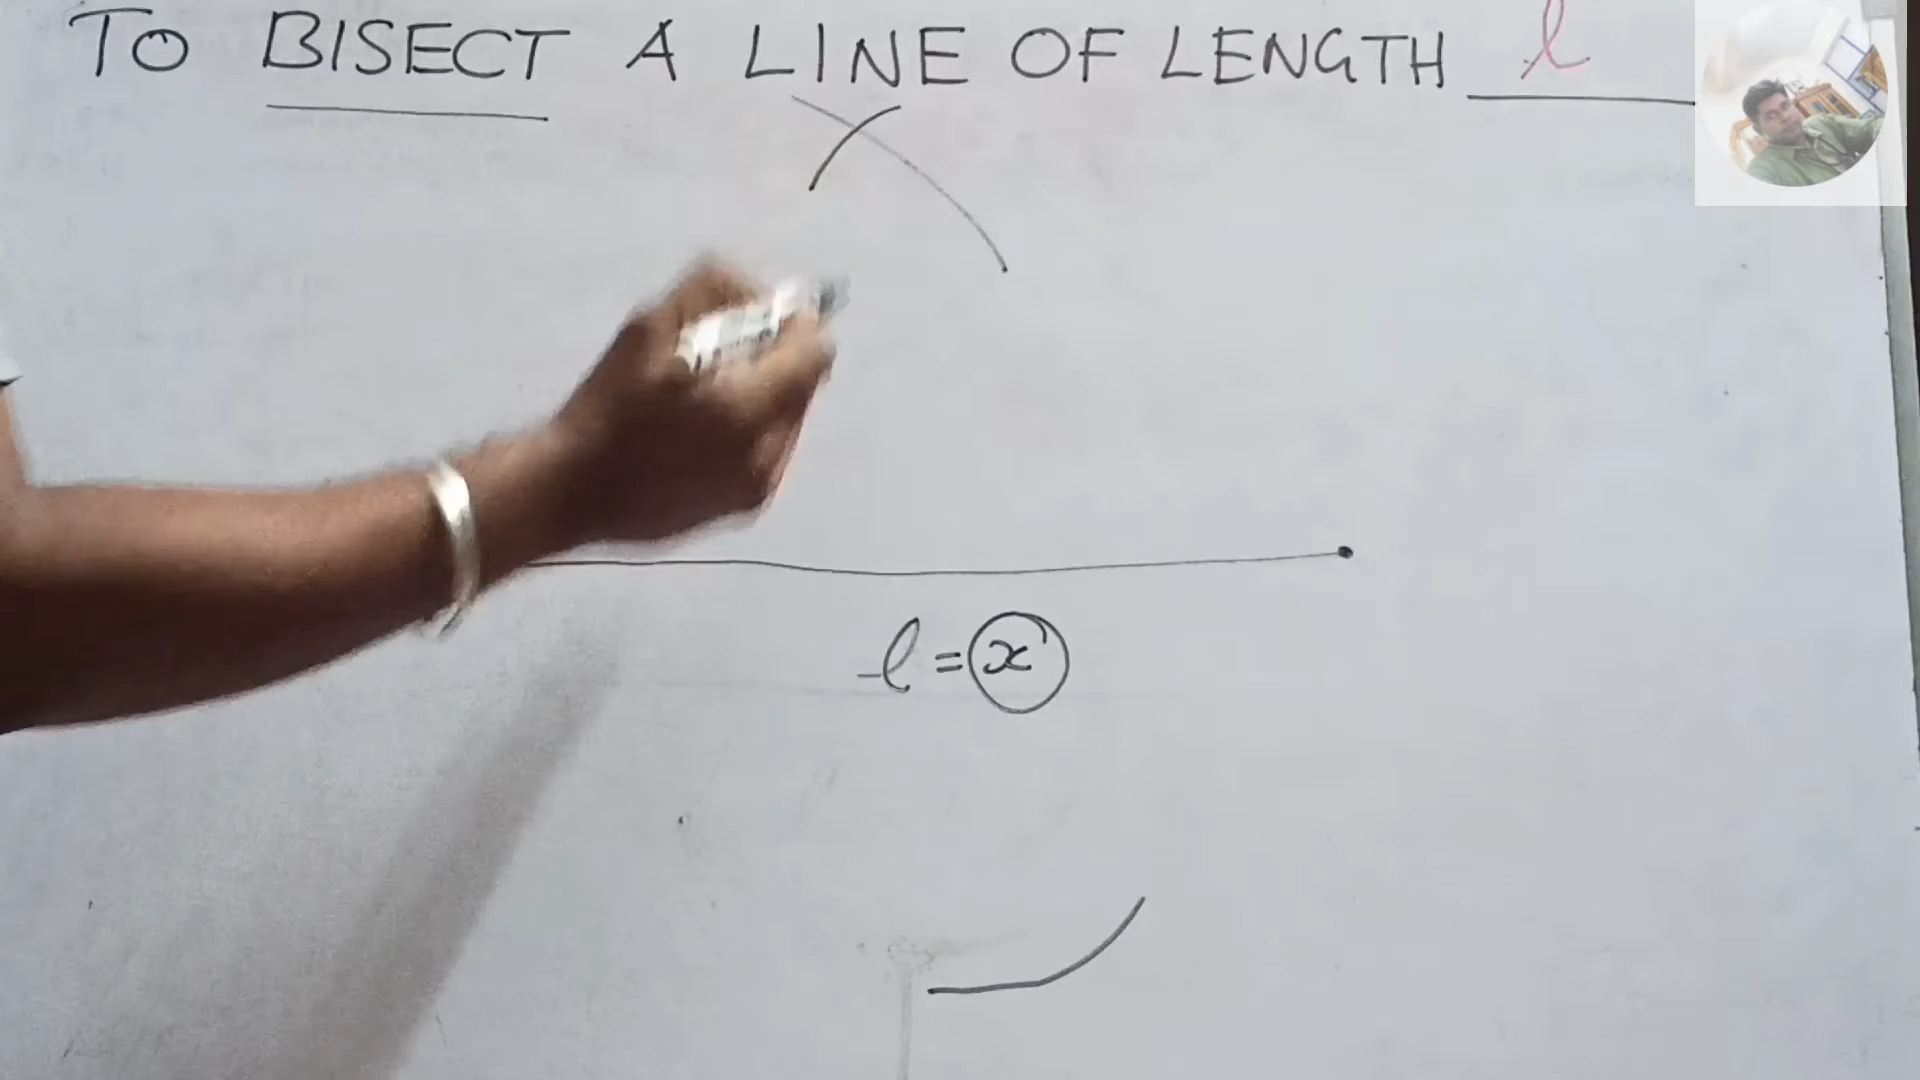 TO BISECT A LINE OF LENGTH l
l = x